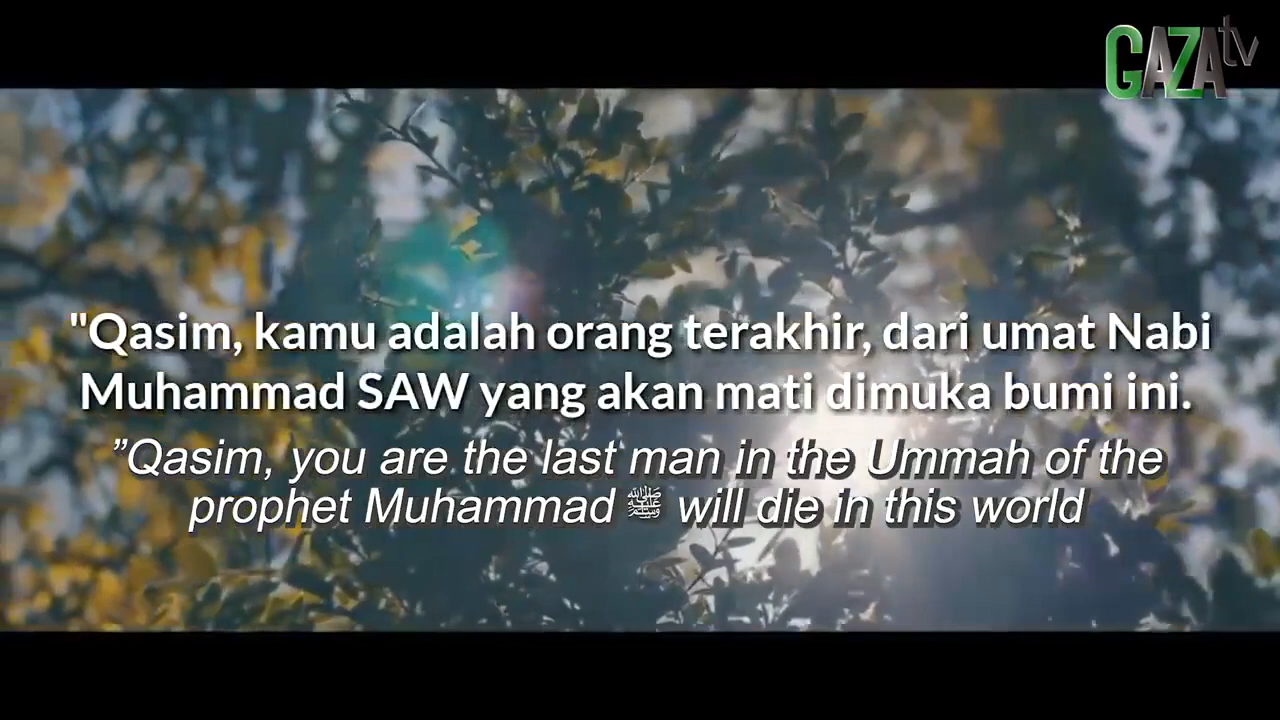 GAZAtv
"Qasim, kamu adalah orang terakhir, dari umat Nabi
Muhammad SAW yang akan mati dimuka bumi ini.
”Qasim, you are the last man in the Ummah of the
prophet Muhammad ﷺ will die in this world